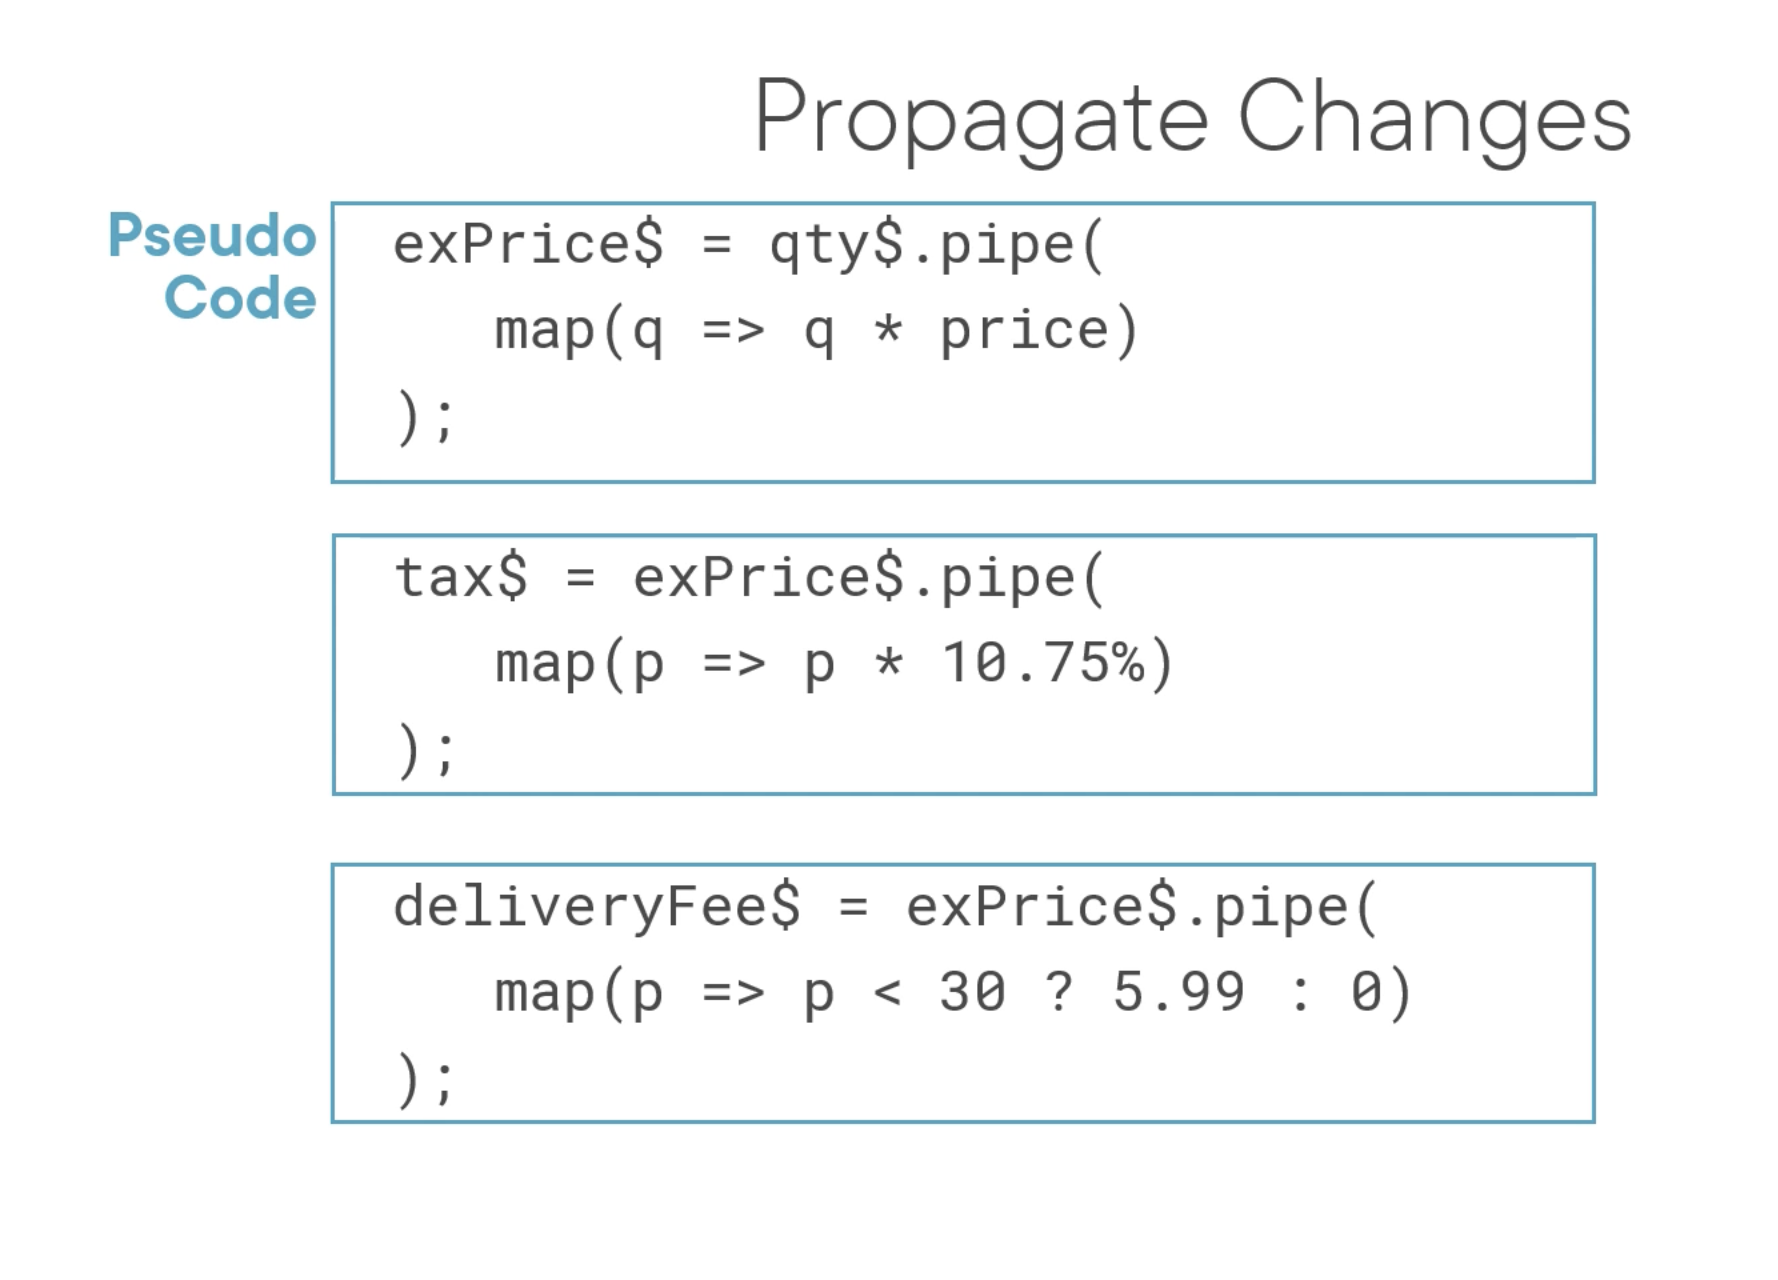 Propagate Changes
Pseudo
Code
exPrice$ = qty$.pipe(
map(q => q * price)
);
tax$ = exPrice$.pipe(
map(p => p * 10.75%)
);
deliveryFee$ = exPrice$.pipe(
map(p => p < 30 ? 5.99 : 0)
);